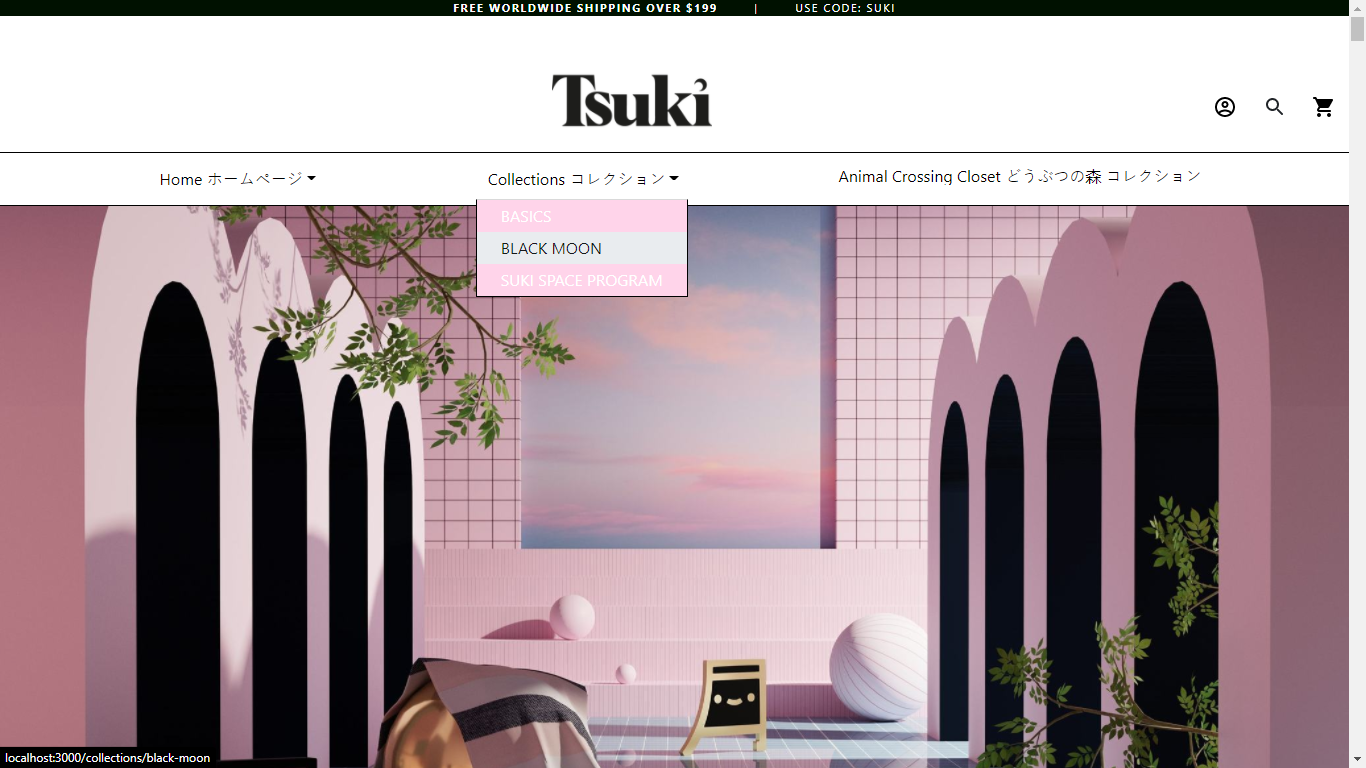 FREE WORLDWIDE SHIPPING OVER $199 | USE CODE: SUKI
Tsuki
Home ホームページ
Collections コレクション
Animal Crossing Closet どうぶつの森 コレクション
BASICS
BLACK MOON
SUKI SPACE PROGRAM
localhost:3000/collections/black-moon